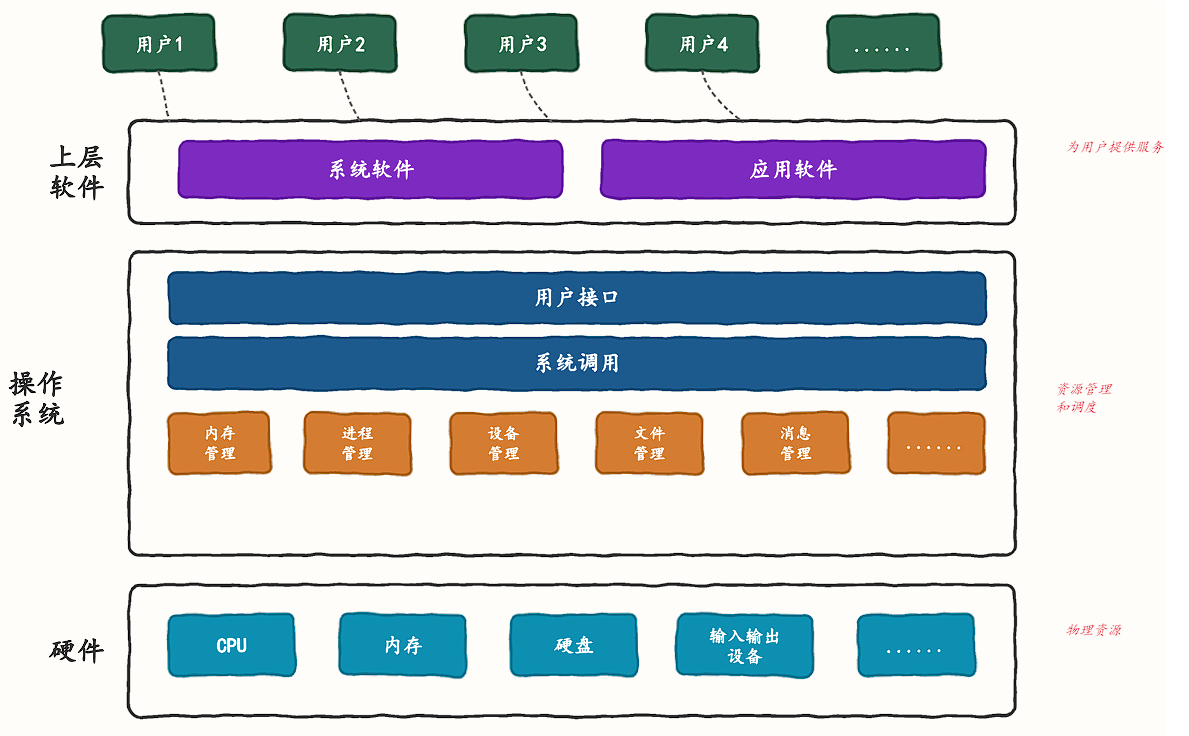 用户1
用户2
用户3
用户4
......
上层
软件
系统软件
应用软件
为用户提供服务
操作
系统
用户接口
系统调用
内存
管理
进程
管理
设备
管理
文件
管理
消息
管理
......
资源管理
和调度
硬件
CPU
内存
硬盘
输入输出
设备
......
物理资源